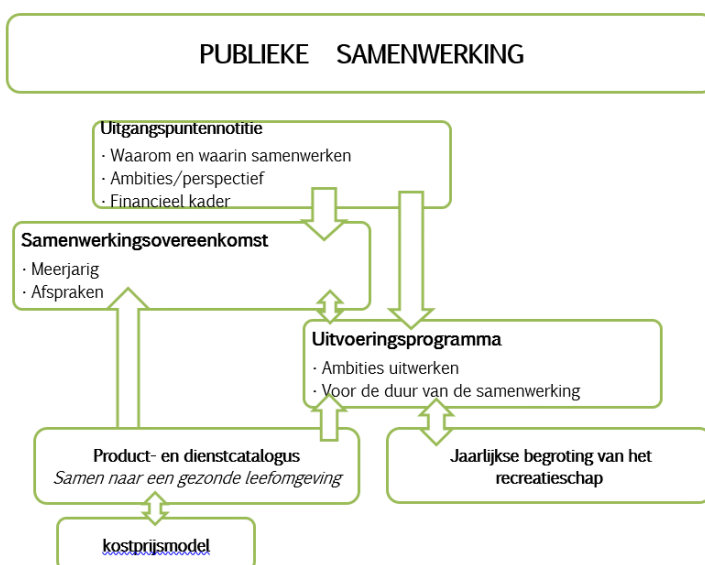 PUBLIEKE SAMENWERKING
Uitgangspuntennotitie
· Waarom en waarin samenwerken
· Ambities/perspectief
· Financieel kader
Samenwerkingsovereenkomst
· Meerjarig
· Afspraken
Uitvoeringsprogramma
· Ambities uitwerken
· Voor de duur van de samenwerking
Product- en dienstcatalogus
Samen naar een gezonde leefomgeving
Jaarlijkse begroting van het
recreatieschap
kostprijsmodel